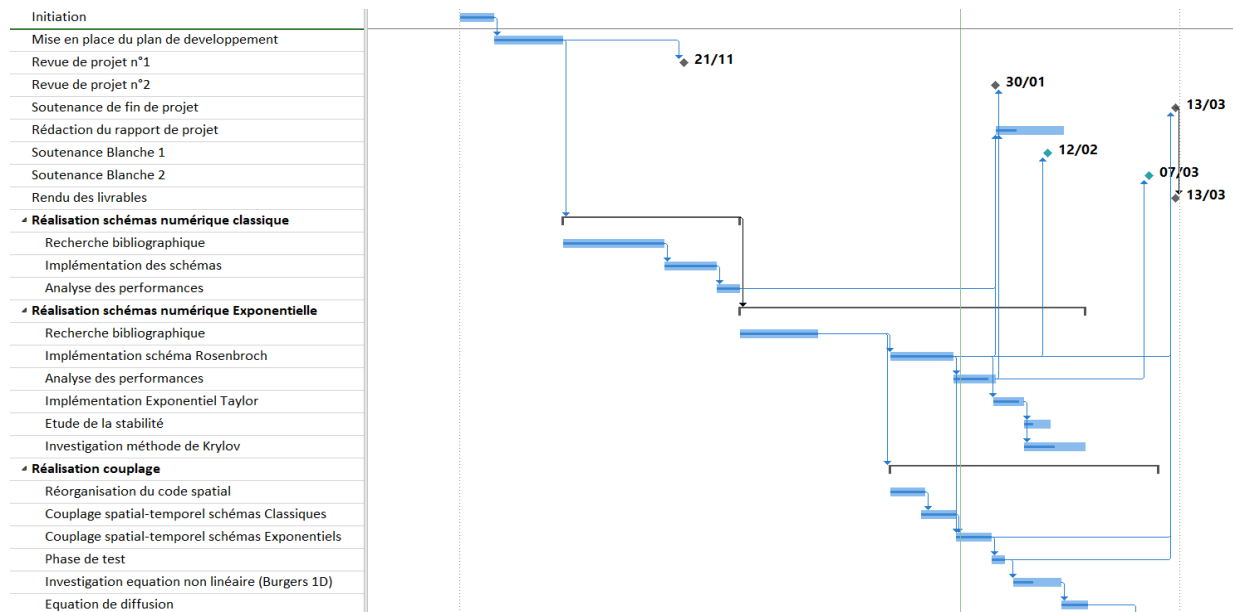 Initiation
Mise en place du plan de developpement
Revue de projet n°1
21/11
Revue de projet n°2
30/01
Soutenance de fin de projet
13/03
Rédaction du rapport de projet
Soutenance Blanche 1
12/02
Soutenance Blanche 2
07/03
Rendu des livrables
13/03
Réalisation schémas numérique classique
Recherche bibliographique
Implémentation des schémas
Analyse des performances
Réalisation schémas numérique Exponentielle
Recherche bibliographique
Implémentation schéma Rosenbroch
Analyse des performances
Implémentation Exponentiel Taylor
Etude de la stabilité
Investigation méthode de Krylov
Réalisation couplage
Réorganisation du code spatial
Couplage spatial-temporel schémas Classiques
Couplage spatial-temporel schémas Exponentiels
Phase de test
Investigation equation non linéaire (Burgers 1D)
Equation de diffusion